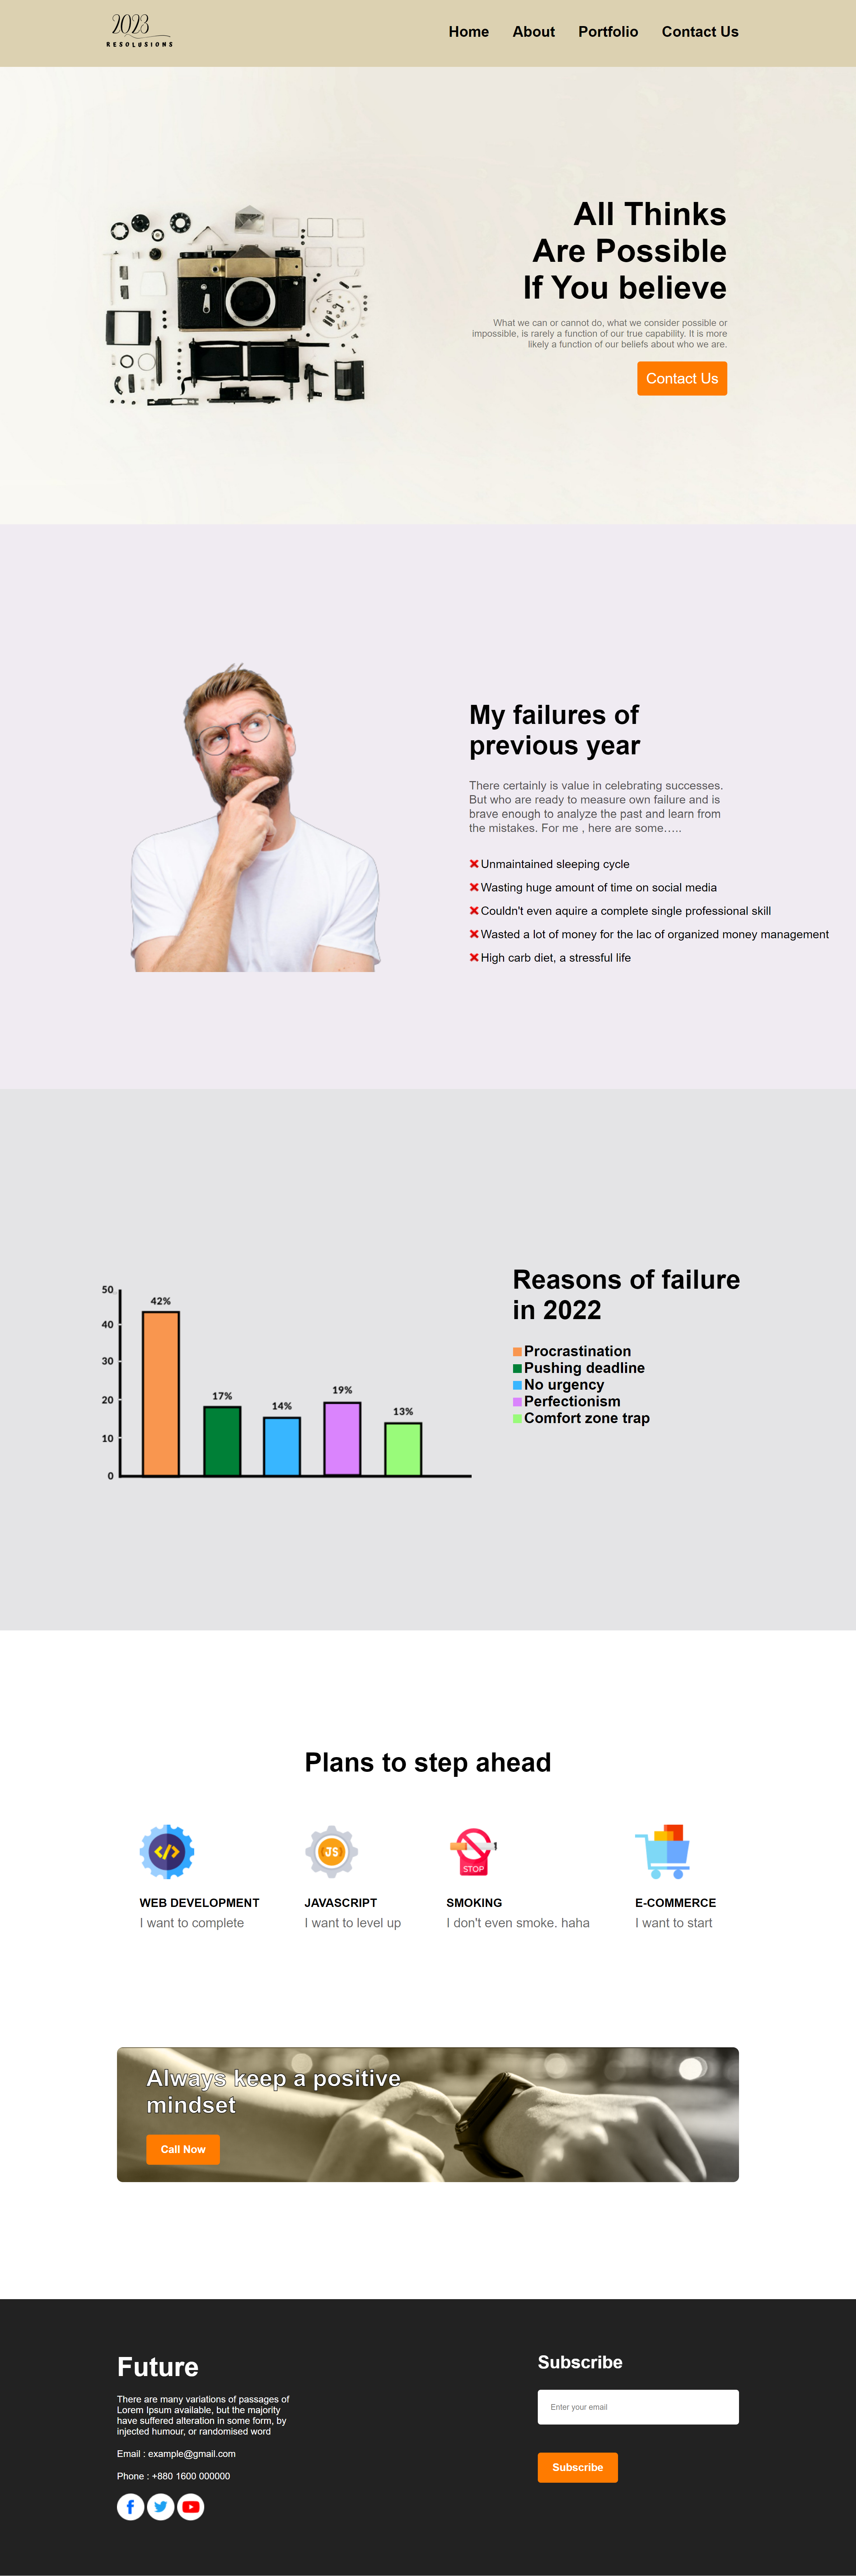 2023
RESOLUSIONS
Home About Portfolio Contact Us
All Thinks
Are Possible
If You believe
What we can or cannot do, what we consider possible or
impossible, is rarely a function of our true capability. It is more
likely a function of our beliefs about who we are.
Contact Us
My failures of
previous year
There certainly is value in celebrating successes.
But who are ready to measure own failure and is
brave enough to analyze the past and learn from
the mistakes. For me , here are some…..
Unmaintained sleeping cycle
Wasting huge amount of time on social media
Couldn't even aquire a complete single professional skill
Wasted a lot of money for the lac of organized money management
High carb diet, a stressful life
50
40
30
20
10
0
42%
17%
14%
19%
13%
Reasons of failure
in 2022
Procrastination
Pushing deadline
No urgency
Perfectionism
Comfort zone trap
Plans to step ahead
</>
WEB DEVELOPMENT
I want to complete
JS
JAVASCRIPT
I want to level up
STOP
SMOKING
I don't even smoke. haha
E-COMMERCE
I want to start
Always keep a positive
mindset
Call Now
Future
There are many variations of passages of
Lorem Ipsum available, but the majority
have suffered alteration in some form, by
injected humour, or randomised word
Email : example@gmail.com
Phone : +880 1600 000000
f
Subscribe
Enter your email
Subscribe